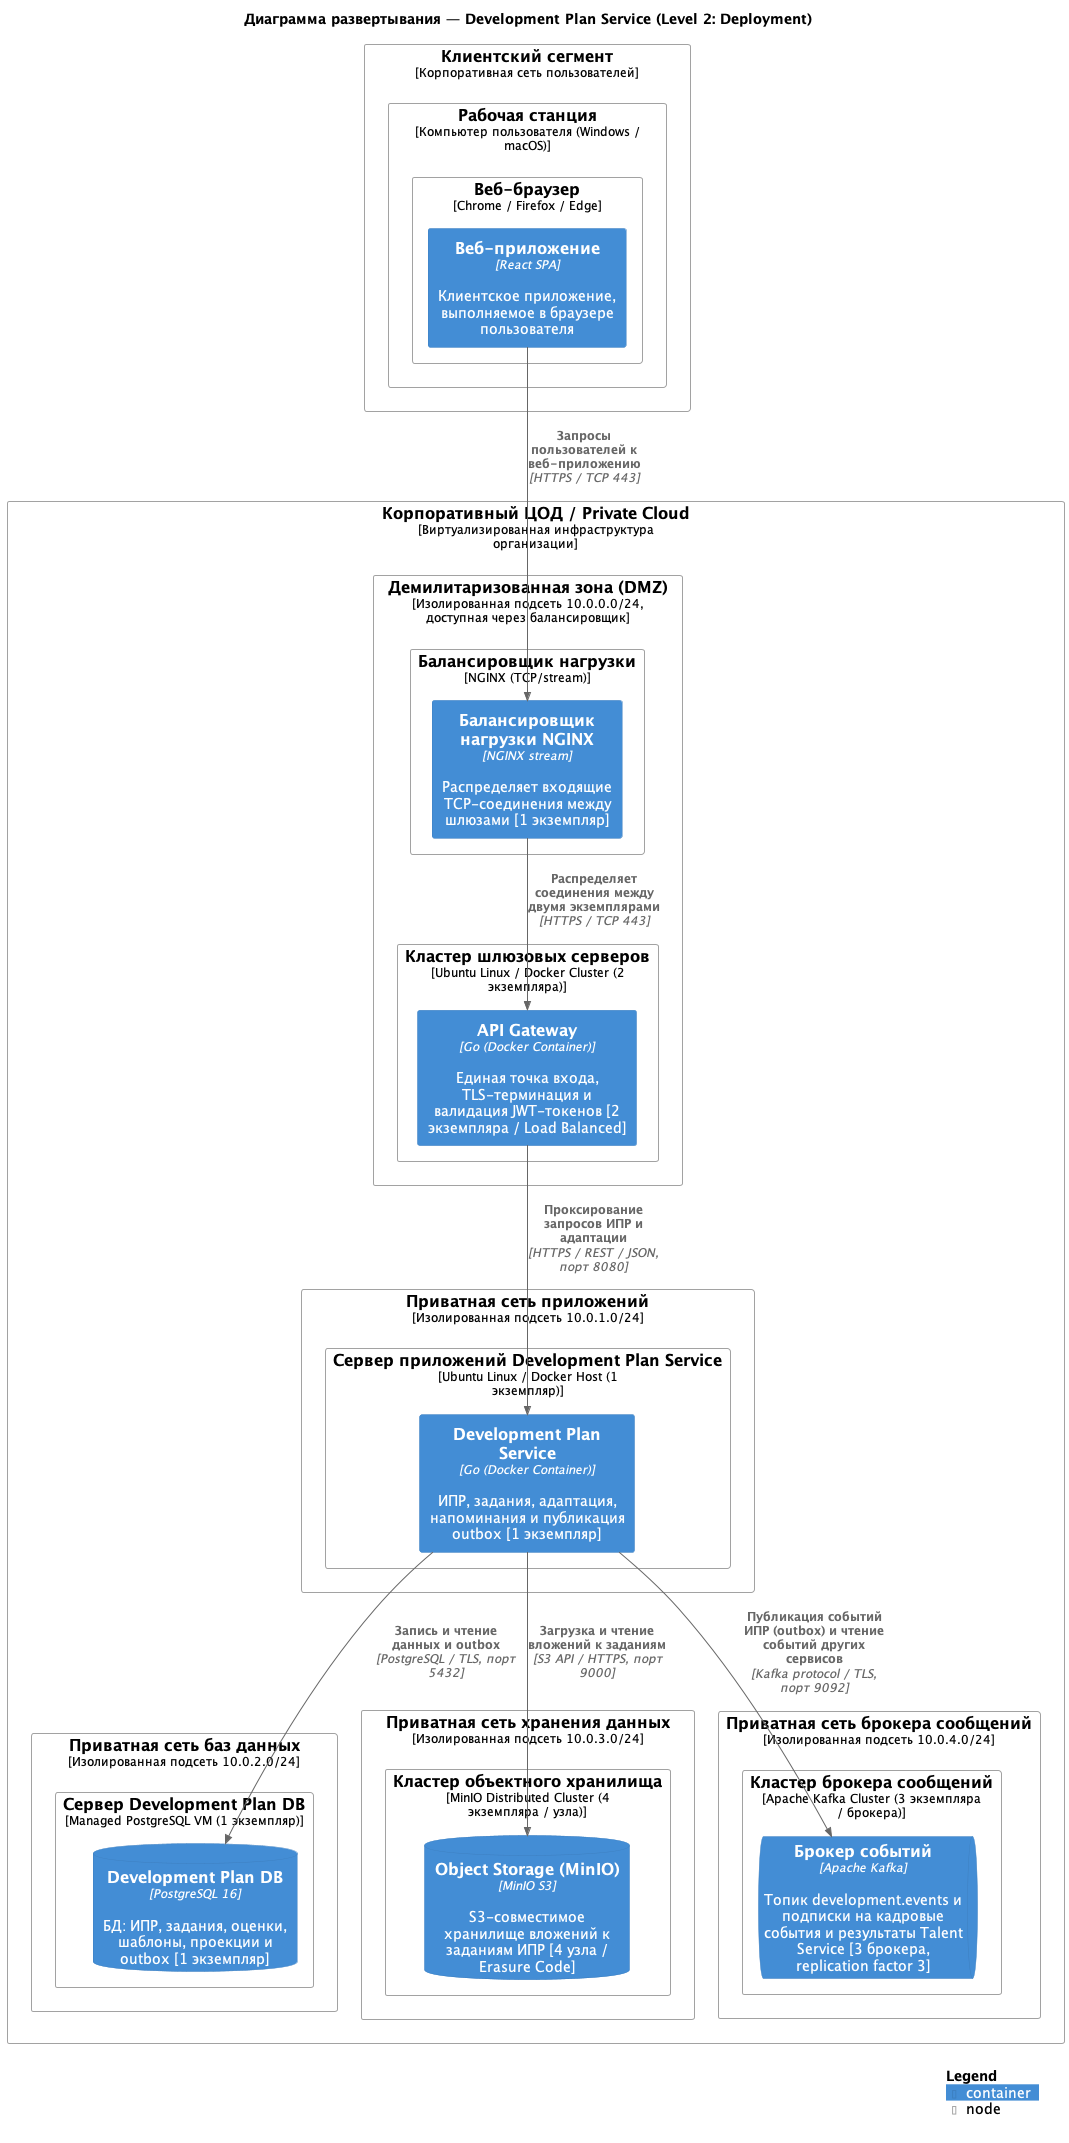 Диаграмма развертывания — Development Plan Service (Level 2: Deployment)
Клиентский сегмент
[Корпоративная сеть пользователей]
Рабочая станция
[Компьютер пользователя (Windows /
macOS)]
Веб-браузер
[Chrome / Firefox / Edge]
Веб-приложение
[React SPA]
Клиентское приложение,
выполняемое в браузере
пользователя
Запросы
пользователей к
веб-приложению
[HTTPS / TCP 443]
Корпоративный ЦОД / Private Cloud
[Виртуализированная инфраструктура
организации]
Демилитаризованная зона (DMZ)
[Изолированная подсеть 10.0.0.0/24,
доступная через балансировщик]
Балансировщик нагрузки
[NGINX (TCP/stream)]
Балансировщик
нагрузки NGINX
[NGINX stream]
Распределяет входящие
TCP-соединения между
шлюзами [1 экземпляр]
Распределяет
соединения между
двумя экземплярами
[HTTPS / TCP 443]
Кластер шлюзовых серверов
[Ubuntu Linux / Docker Cluster (2
экземпляра)]
API Gateway
[Go (Docker Container)]
Единая точка входа,
TLS-терминация и
валидация JWT-токенов [2
экземпляра / Load Balanced]
Проксирование
запросов ИПР и
адаптации
[HTTPS / REST / JSON,
порт 8080]
Приватная сеть приложений
[Изолированная подсеть 10.0.1.0/24]
Сервер приложений Development Plan Service
[Ubuntu Linux / Docker Host (1
экземпляр)]
Development Plan
Service
[Go (Docker Container)]
ИПР, задания, адаптация,
напоминания и публикация
outbox [1 экземпляр]
Запись и чтение
данных и outbox
[PostgreSQL / TLS, порт
5432]
Загрузка и чтение
вложений к заданиям
[S3 API / HTTPS, порт
9000]
Публикация событий
ИПР (outbox) и чтение
событий других
сервисов
[Kafka protocol / TLS,
порт 9092]
Приватная сеть баз данных
[Изолированная подсеть 10.0.2.0/24]
Сервер Development Plan DB
[Managed PostgreSQL VM (1 экземпляр)]
Development Plan DB
[PostgreSQL 16]
БД: ИПР, задания, оценки,
шаблоны, проекции и
outbox [1 экземпляр]
Приватная сеть хранения данных
[Изолированная подсеть 10.0.3.0/24]
Кластер объектного хранилища
[MinIO Distributed Cluster (4
экземпляра / узла)]
Object Storage (MinIO)
[MinIO S3]
S3-совместимое
хранилище вложений к
заданиям ИПР [4 узла /
Erasure Code]
Приватная сеть брокера сообщений
[Изолированная подсеть 10.0.4.0/24]
Кластер брокера сообщений
[Apache Kafka Cluster (3 экземпляра
/ брокера)]
Брокер событий
[Apache Kafka]
Топик development.events и
подписки на кадровые
события и результаты Talent
Service [3 брокера,
replication factor 3]
Legend
container
node